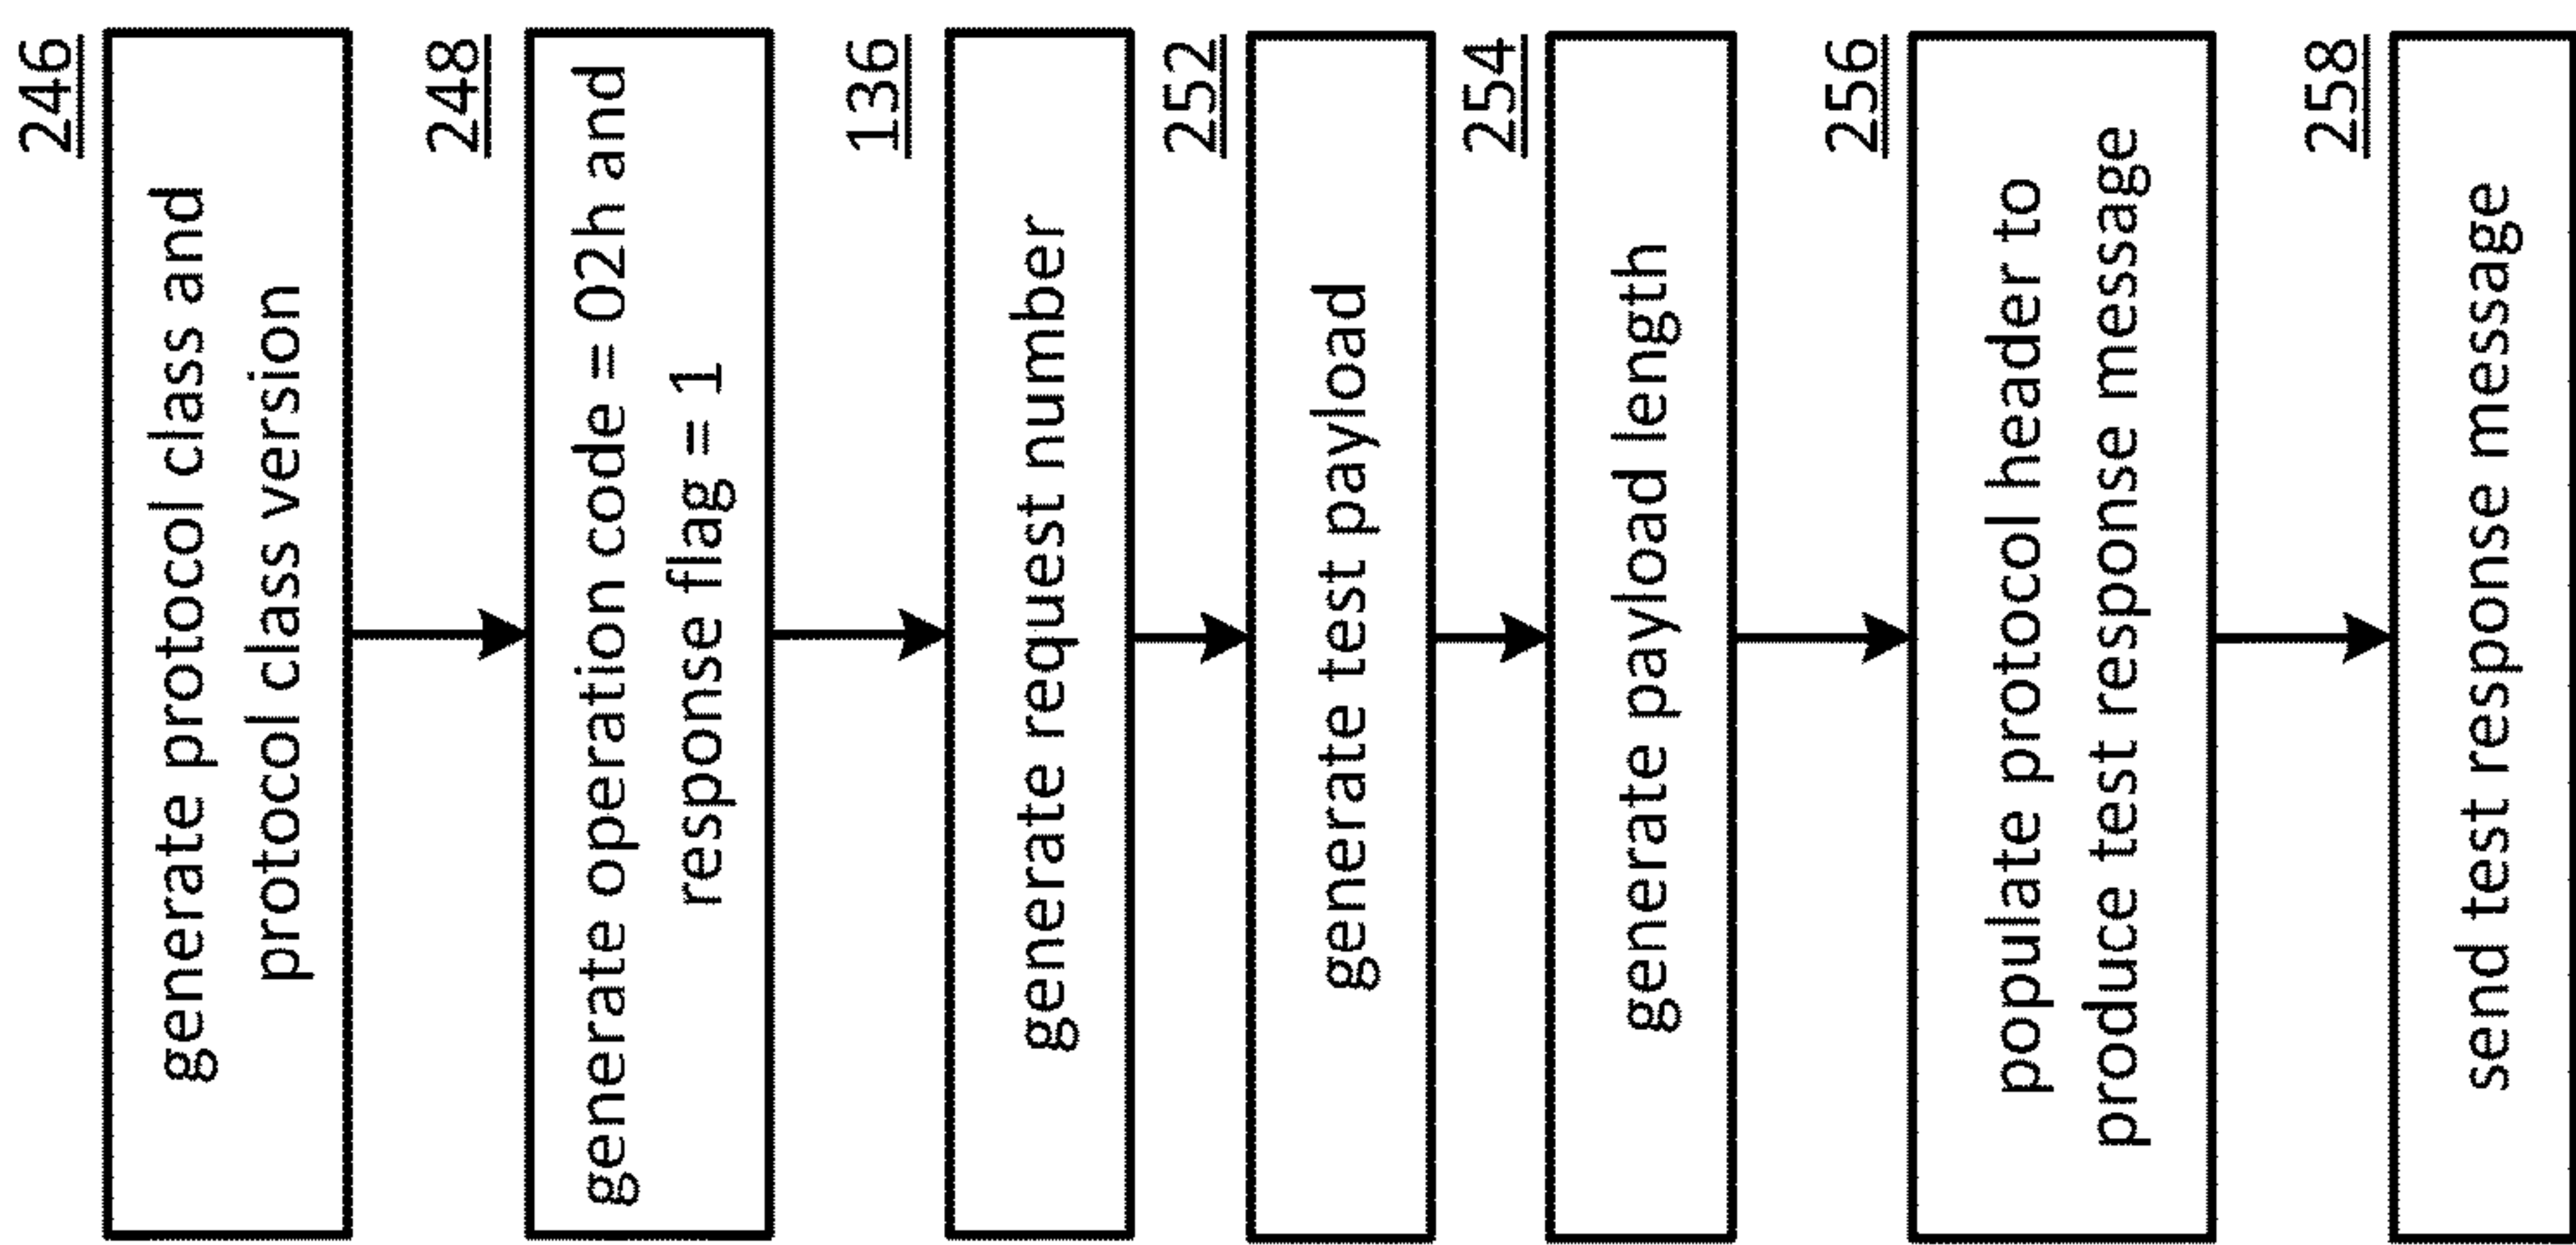 246
generate protocol class and
protocol class version
248
generate operation code = 02h and
response flag = 1
136
generate request number
252
generate test payload
254
generate payload length
256
populate protocol header to
produce test response message
258
send test response message